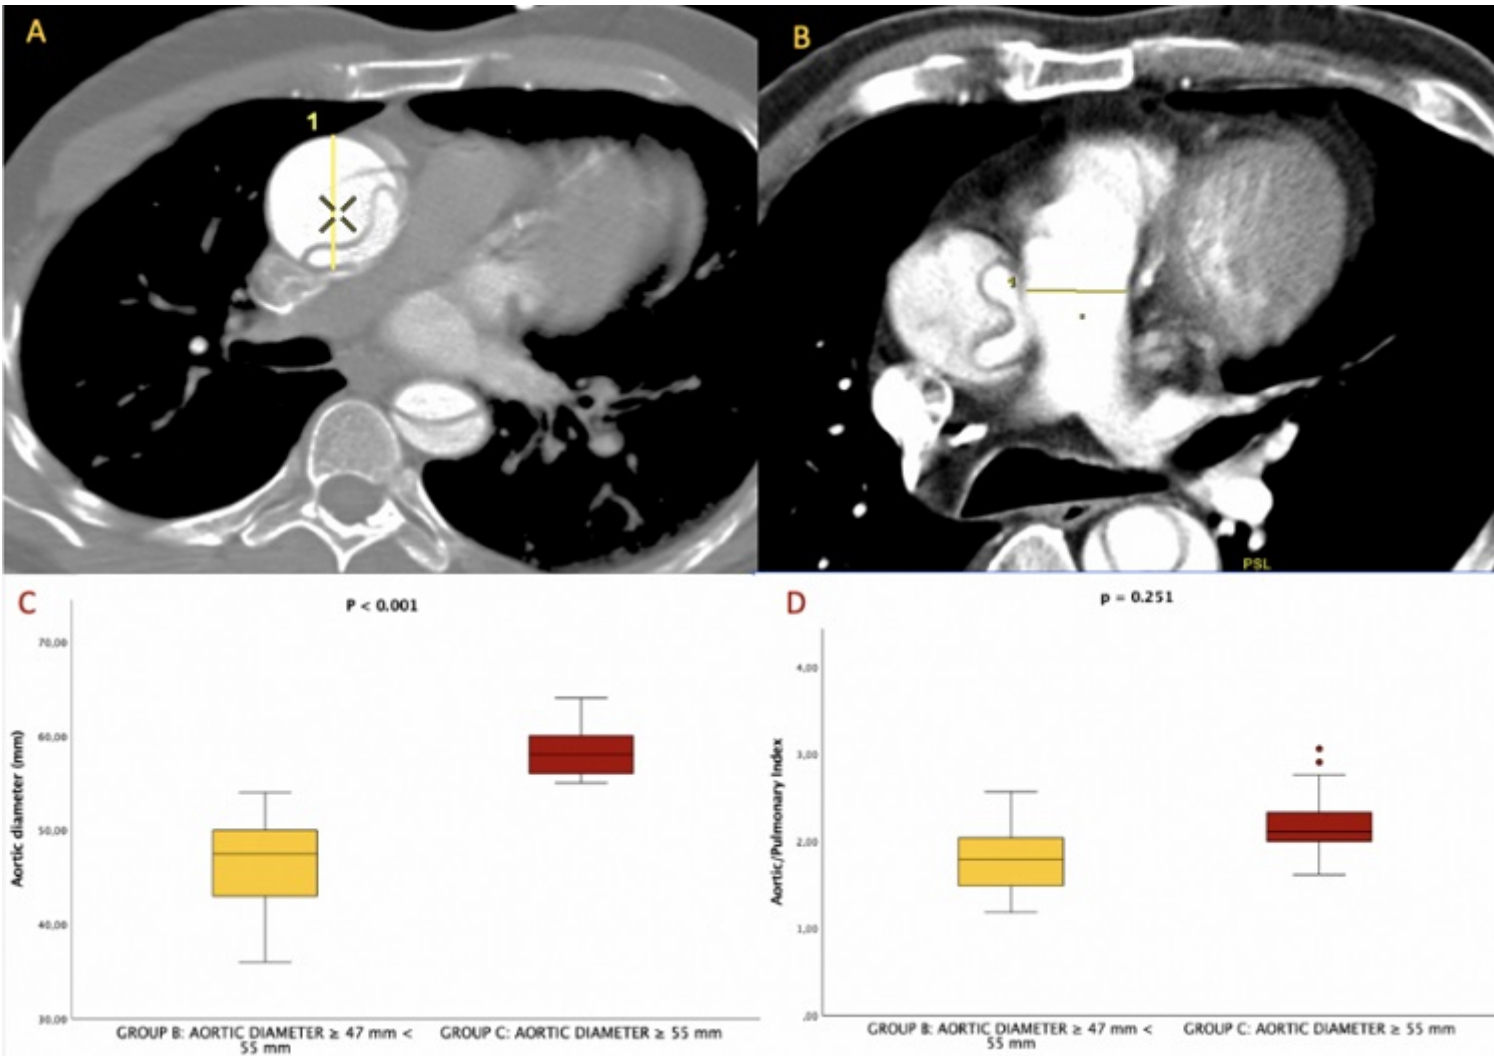 A
B
1
1
PSL
C
P < 0.001
70,00
60,00
50,00
40,00
30,00
Aortic diameter (mm)
GROUP B: AORTIC DIAMETER ≥ 47 mm <
55 mm
GROUP C: AORTIC DIAMETER ≥ 55 mm
D
p = 0.251
4,00
3,00
2,00
1,00
,00
Aortic/Pulmonary Index
GROUP B: AORTIC DIAMETER ≥ 47 mm <
55 mm
GROUP C: AORTIC DIAMETER ≥ 55 mm